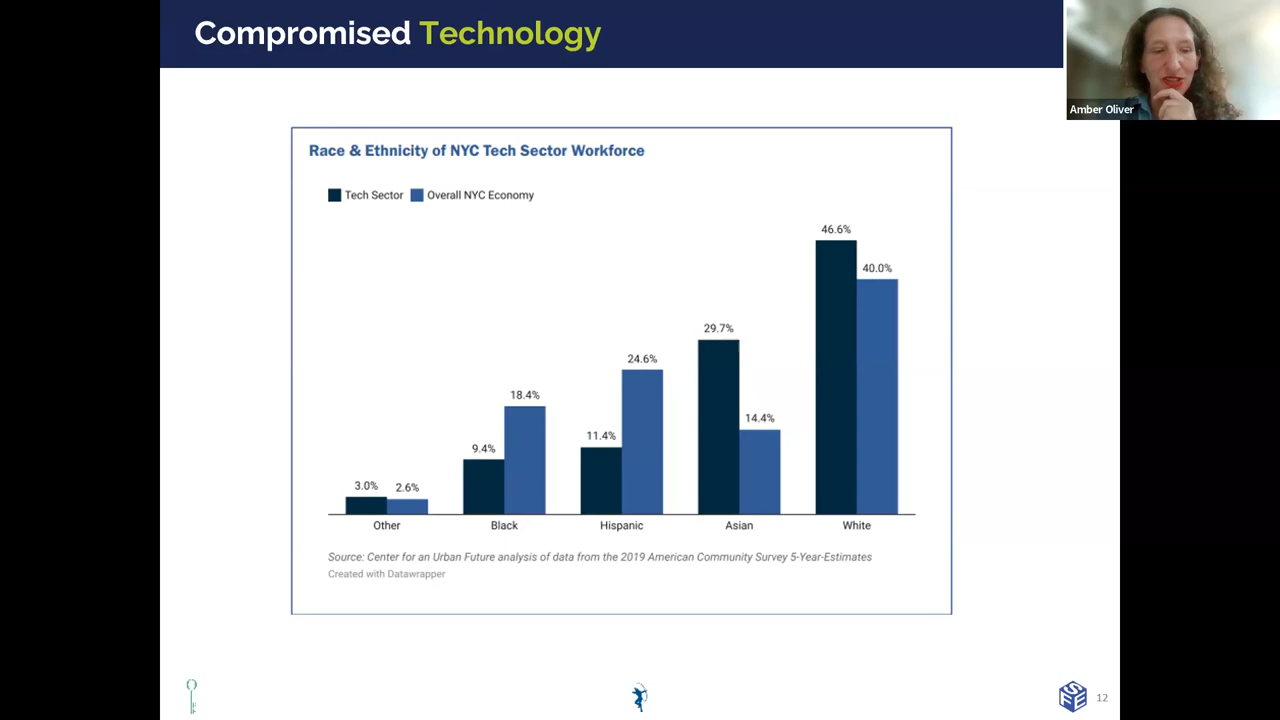 Compromised Technology
Amber Oliver
Race & Ethnicity of NYC Tech Sector Workforce
Tech Sector Overall NYC Economy
46.6%
40.0%
29.7%
24.6%
18.4%
14.4%
11.4%
9.4%
3.0% 2.6%
Other Black Hispanic Asian White
Source: Center for an Urban Future analysis of data from the 2019 American Community Survey 5-Year-Estimates
Created with Datawrapper
SFE
12